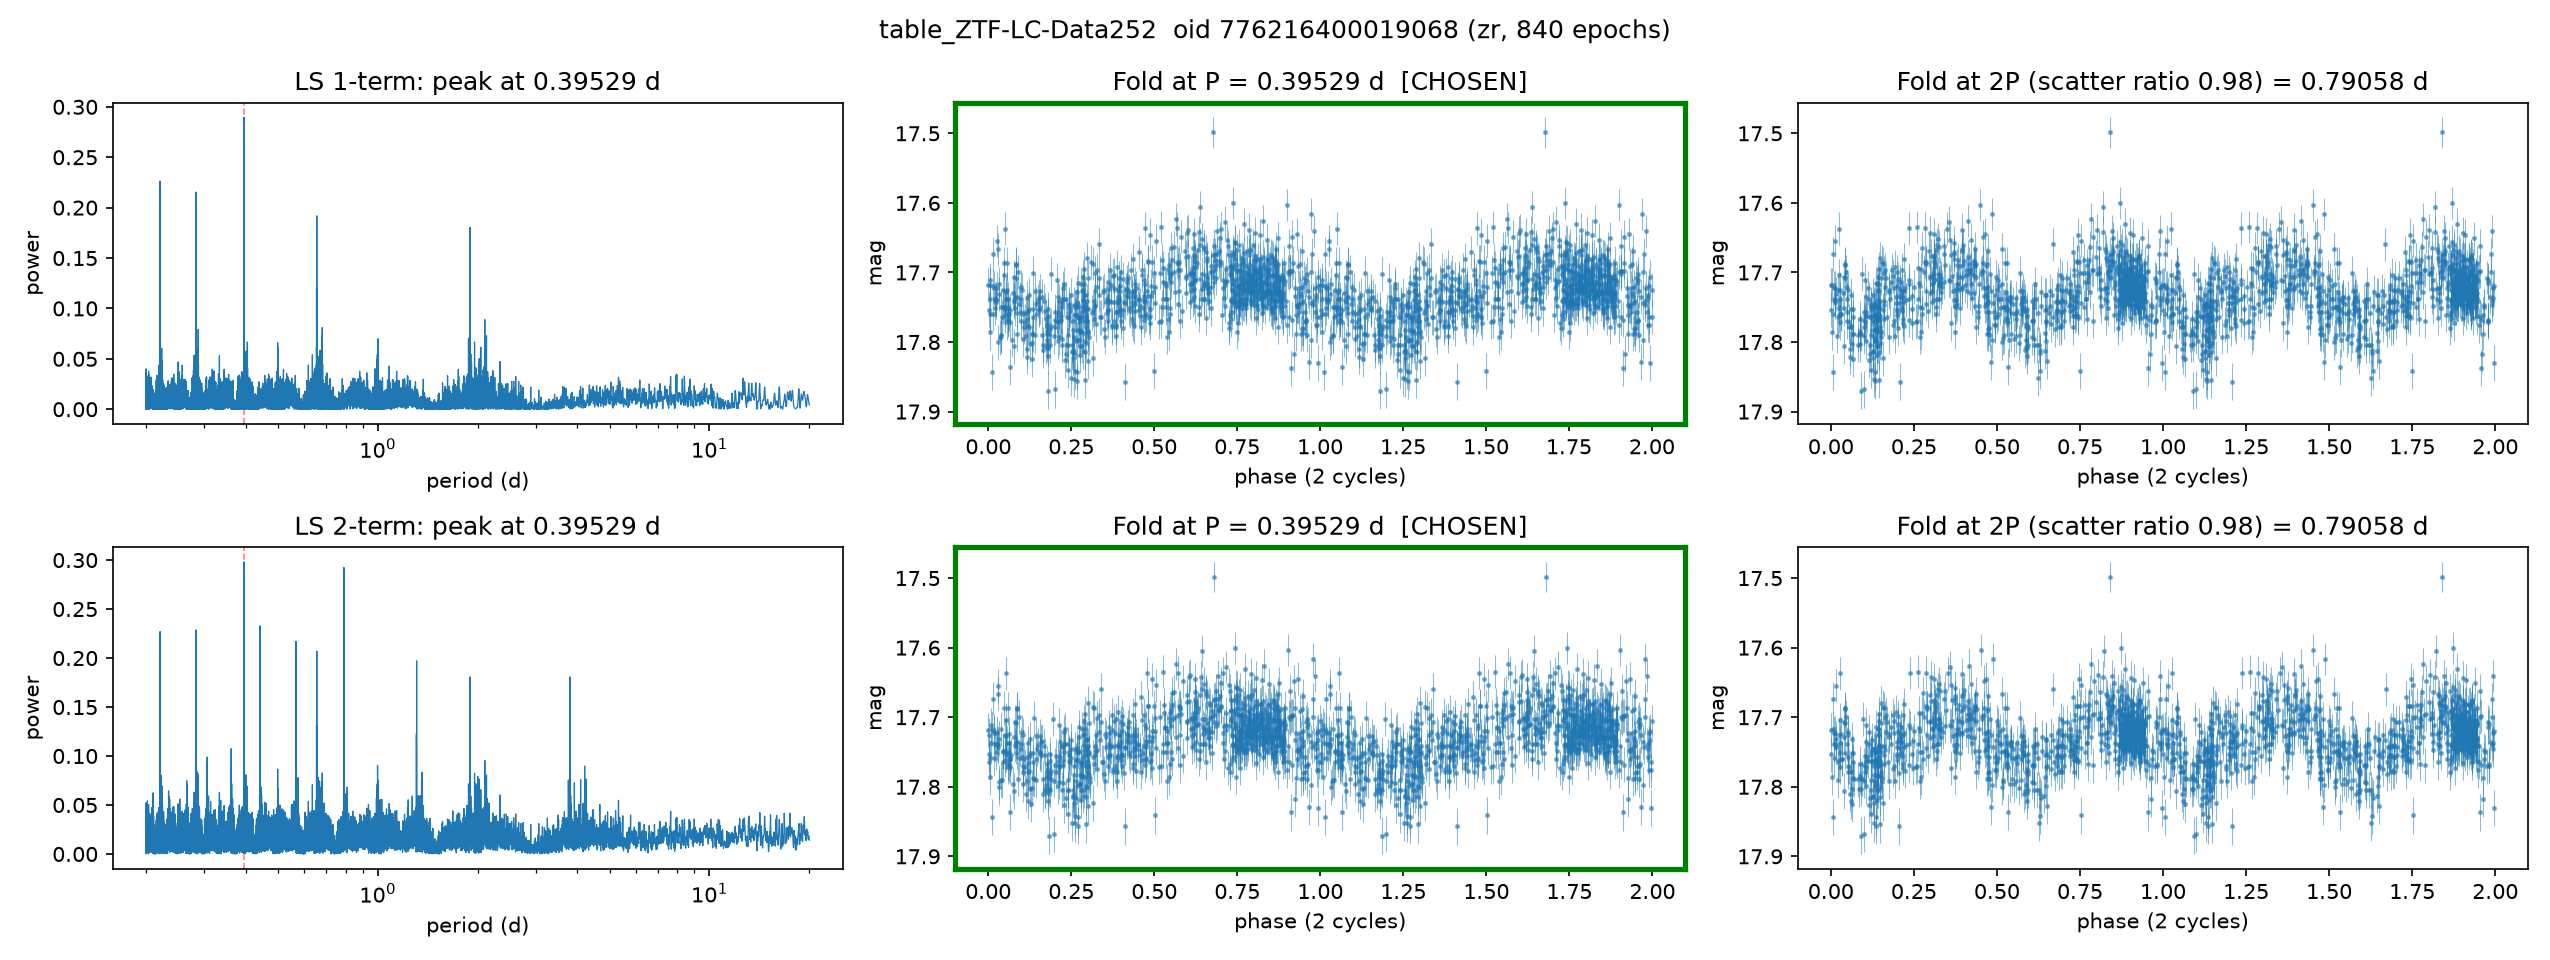 table_ZTF-LC-Data252  oid 776216400019068 (zr, 840 epochs)
LS 1-term: peak at 0.39529 d
0.30
0.25
0.20
0.15
0.10
0.05
0.00
power
10⁰
10¹
period (d)
Fold at P = 0.39529 d  [CHOSEN]
17.5
17.6
17.7
17.8
17.9
mag
0.00 0.25 0.50 0.75 1.00 1.25 1.50 1.75 2.00
phase (2 cycles)
Fold at 2P (scatter ratio 0.98) = 0.79058 d
17.5
17.6
17.7
17.8
17.9
mag
0.00 0.25 0.50 0.75 1.00 1.25 1.50 1.75 2.00
phase (2 cycles)
LS 2-term: peak at 0.39529 d
0.30
0.25
0.20
0.15
0.10
0.05
0.00
power
10⁰
10¹
period (d)
Fold at P = 0.39529 d  [CHOSEN]
17.5
17.6
17.7
17.8
17.9
mag
0.00 0.25 0.50 0.75 1.00 1.25 1.50 1.75 2.00
phase (2 cycles)
Fold at 2P (scatter ratio 0.98) = 0.79058 d
17.5
17.6
17.7
17.8
17.9
mag
0.00 0.25 0.50 0.75 1.00 1.25 1.50 1.75 2.00
phase (2 cycles)